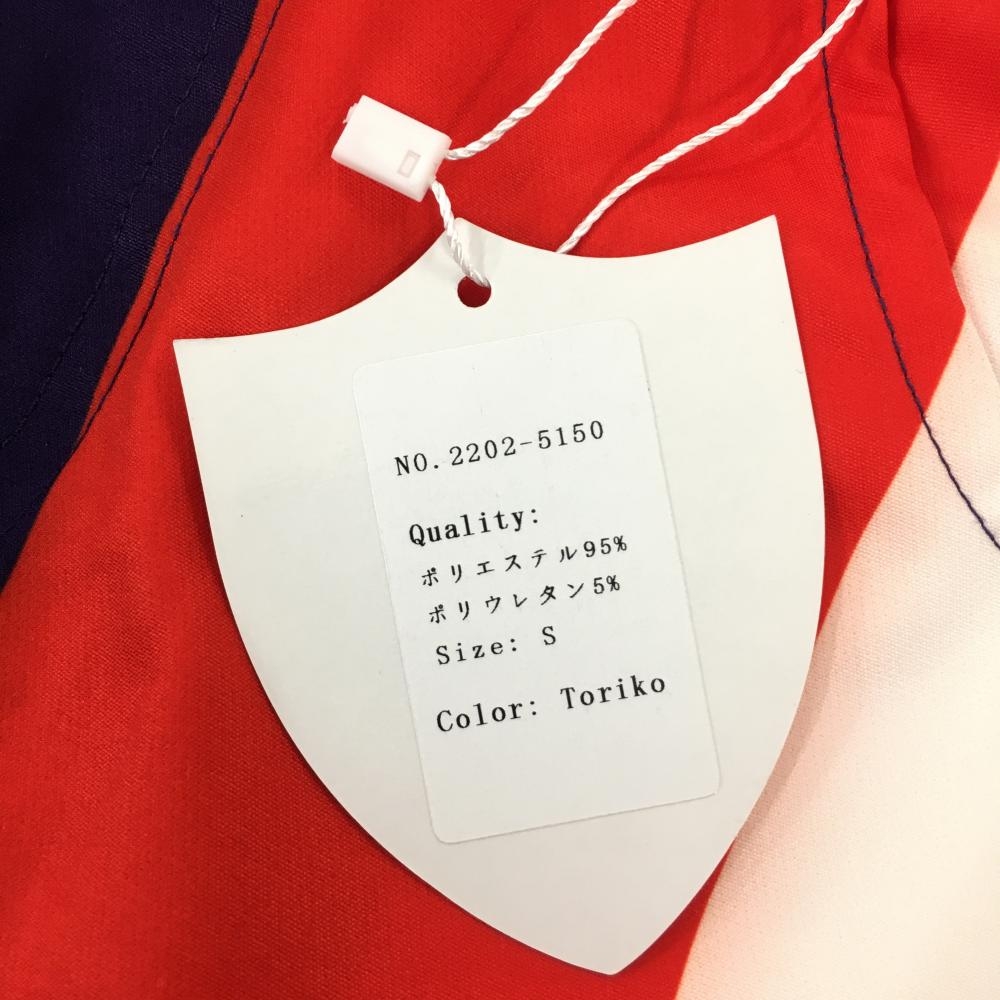 NO.2202-5150
Quality:
ポリエステル95%
ポリウレタン5%
Size: S
Color: Toriko